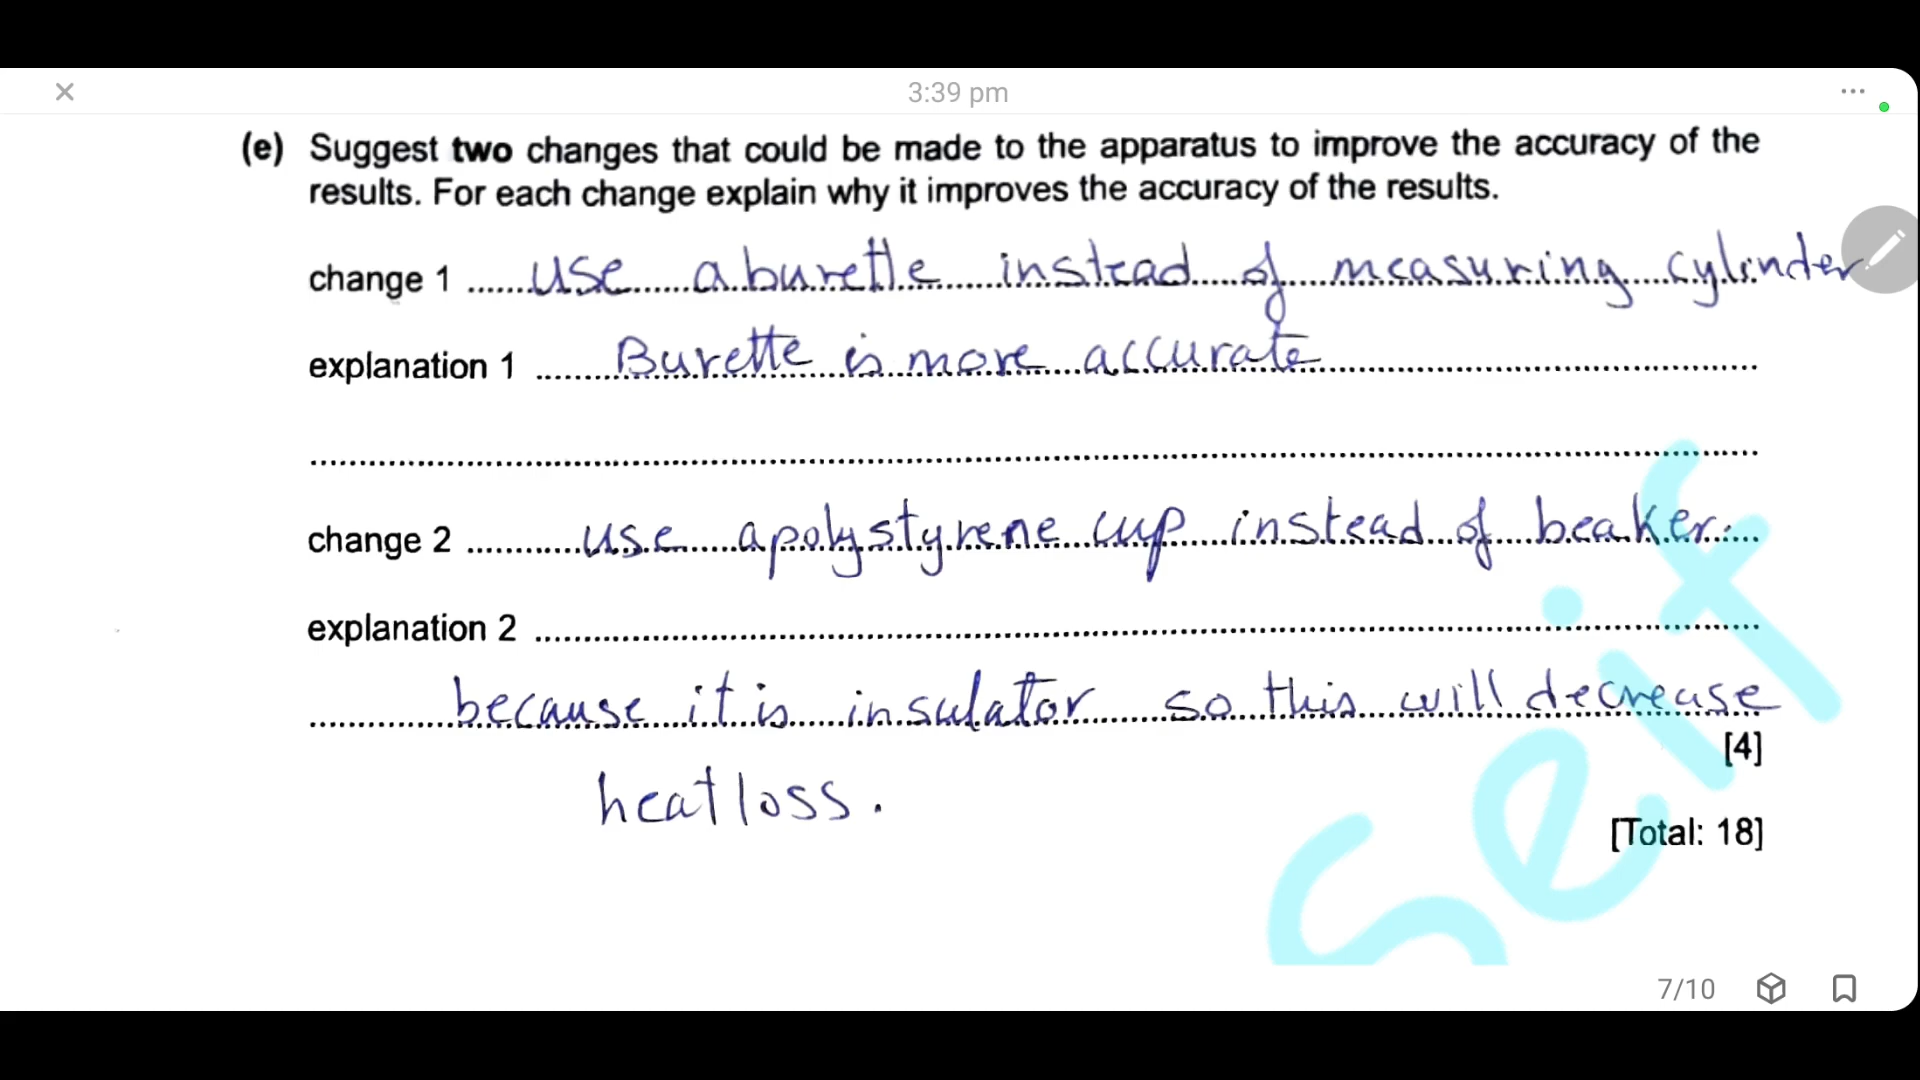 3:39 pm
(e) Suggest two changes that could be made to the apparatus to improve the accuracy of the
results. For each change explain why it improves the accuracy of the results.
change 1 ...... use a burette instead of measuring cylinder
explanation 1 ...... Burette is more accurate
change 2 ...... use a polystyrene cup instead of beaker.
explanation 2 ......
because it is insulator so this will decrease
[4]
heat loss.
[Total: 18]
Seif
7/10